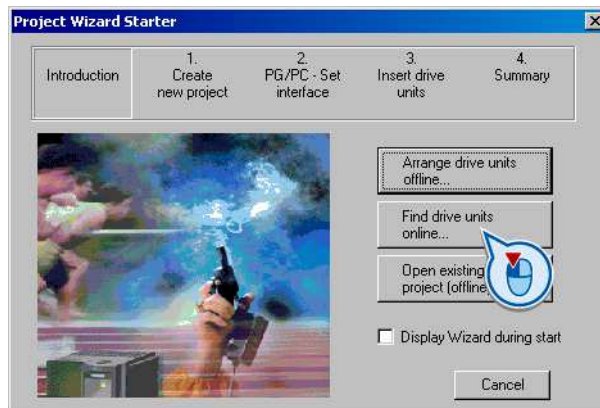 Project Wizard Starter
Introduction
1.
Create
new project
2.
PG/PC - Set
interface
3.
Insert drive
units
4.
Summary
Arrange drive units
offline...
Find drive units
online...
Open existing
project (offline)
Display Wizard during start
Cancel